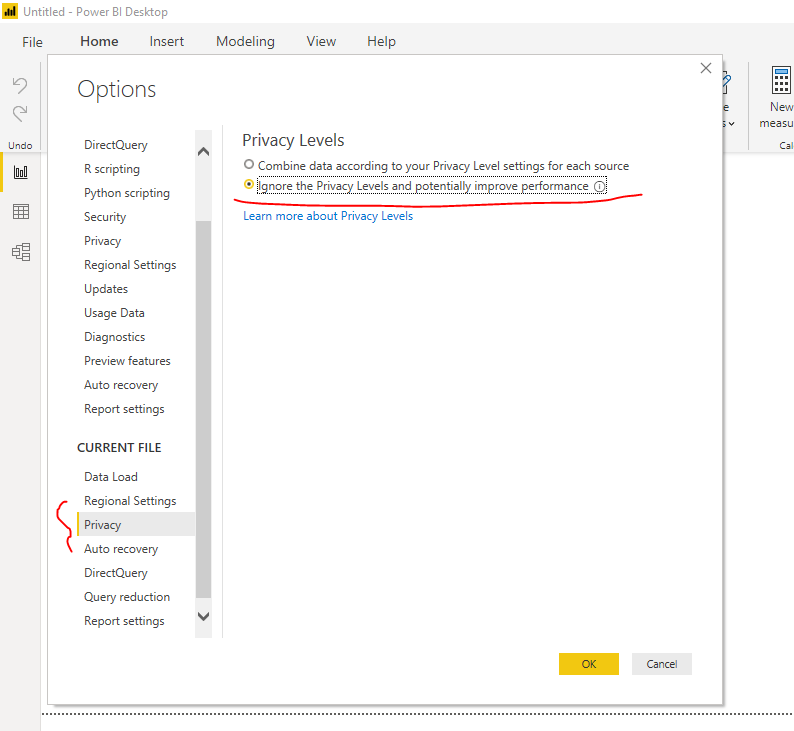 Untitled - Power BI Desktop
File Home Insert Modeling View Help
Options
DirectQuery
R scripting
Python scripting
Security
Privacy
Regional Settings
Updates
Usage Data
Diagnostics
Preview features
Auto recovery
Report settings
CURRENT FILE
Data Load
Regional Settings
Privacy
Auto recovery
DirectQuery
Query reduction
Report settings
Privacy Levels
Combine data according to your Privacy Level settings for each source
Ignore the Privacy Levels and potentially improve performance
Learn more about Privacy Levels
OK Cancel
Undo
e
s
New
measu
Cal